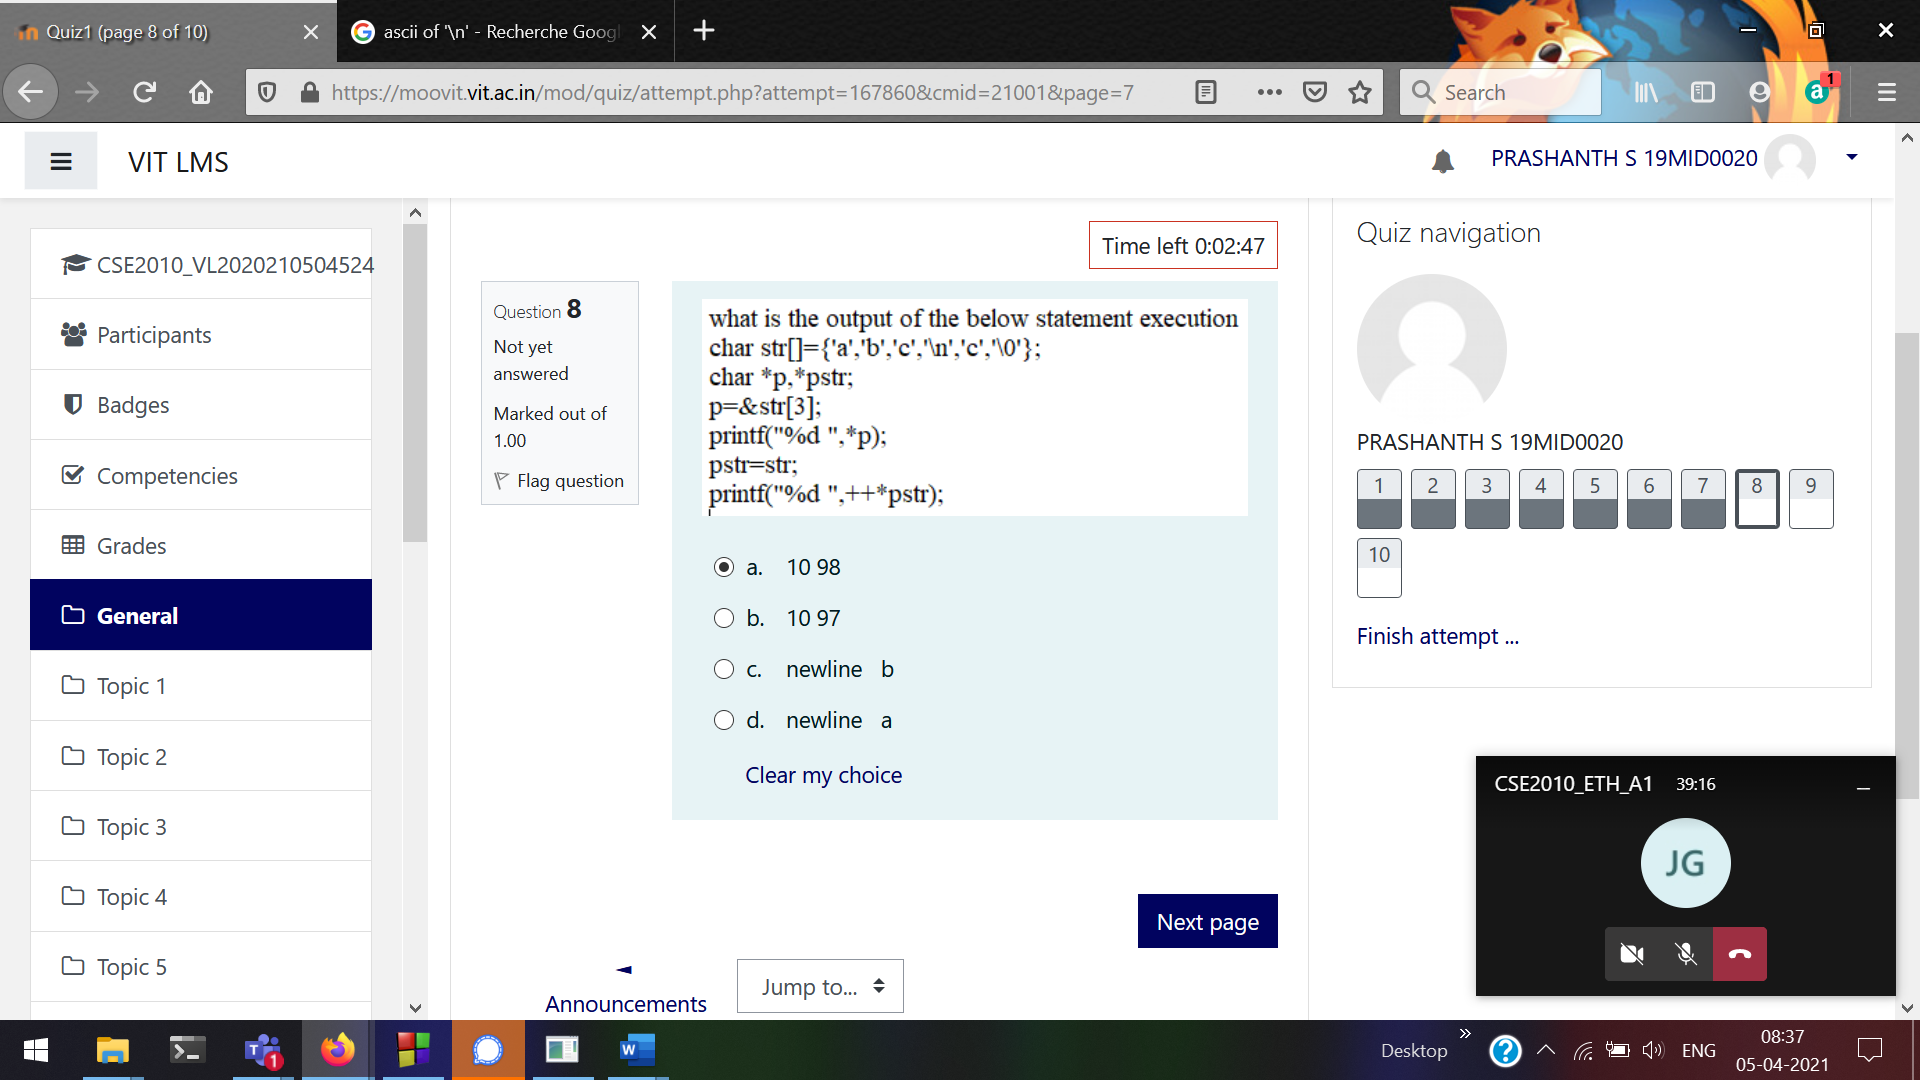 Quiz1 (page 8 of 10)
ascii of '\n' - Recherche Googl
https://moovit.vit.ac.in/mod/quiz/attempt.php?attempt=167860&cmid=21001&page=7
Search
a
1
VIT LMS
PRASHANTH S 19MID0020
CSE2010_VL2020210504524
Participants
Badges
Competencies
Grades
General
Topic 1
Topic 2
Topic 3
Topic 4
Topic 5
Time left 0:02:47
Question 8
Not yet
answered
Marked out of
1.00
Flag question
what is the output of the below statement execution
char str[]={'a','b','c','\n','c','\0'};
char *p,*pstr;
p=&str[3];
printf("%d ",*p);
pstr=str;
printf("%d ",++*pstr);
a. 10 98
b. 10 97
c. newline b
d. newline a
Clear my choice
Next page
Announcements
Jump to...
Quiz navigation
PRASHANTH S 19MID0020
1 2 3 4 5 6 7 8 9
10
Finish attempt ...
CSE2010_ETH_A1 39:16
JG
T
1
W
Desktop
ENG
08:37
05-04-2021